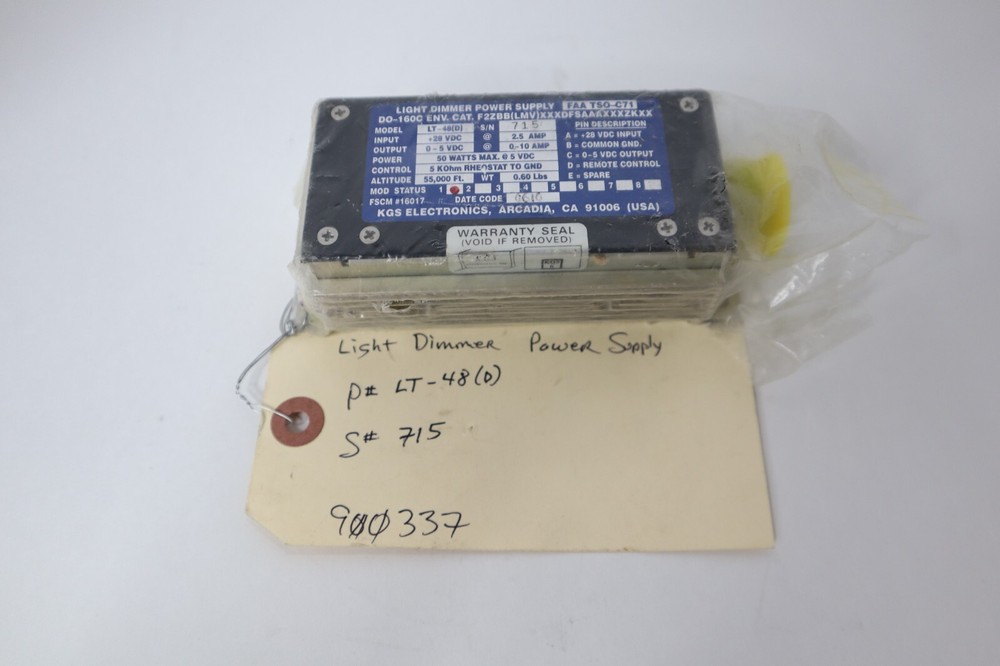 LIGHT DIMMER POWER SUPPLY FAA TSO-C71
DO-160C ENV. CAT. F2ZBB(LMV)XXXDFSAAAXXXZKXX
MODEL LT-48(D) S/N 715 PIN DESCRIPTION
INPUT +28 VDC @ 2.5 AMP A = +28 VDC INPUT
OUTPUT 0-5 VDC @ 0-10 AMP B = COMMON GND.
POWER 50 WATTS MAX. @ 5 VDC C = 0-5 VDC OUTPUT
CONTROL 5 KOhm RHEOSTAT TO GND D = REMOTE CONTROL
ALTITUDE 55,000 Ft. WT 0.60 Lbs E = SPARE
MOD STATUS 1 2 3 4 5 6 7 8
FSCM #16017 DATE CODE
KGS ELECTRONICS, ARCADIA, CA 91006 (USA)
WARRANTY SEAL
(VOID IF REMOVED)
Light Dimmer Power Supply
P# LT-48(D)
S# 715
900337